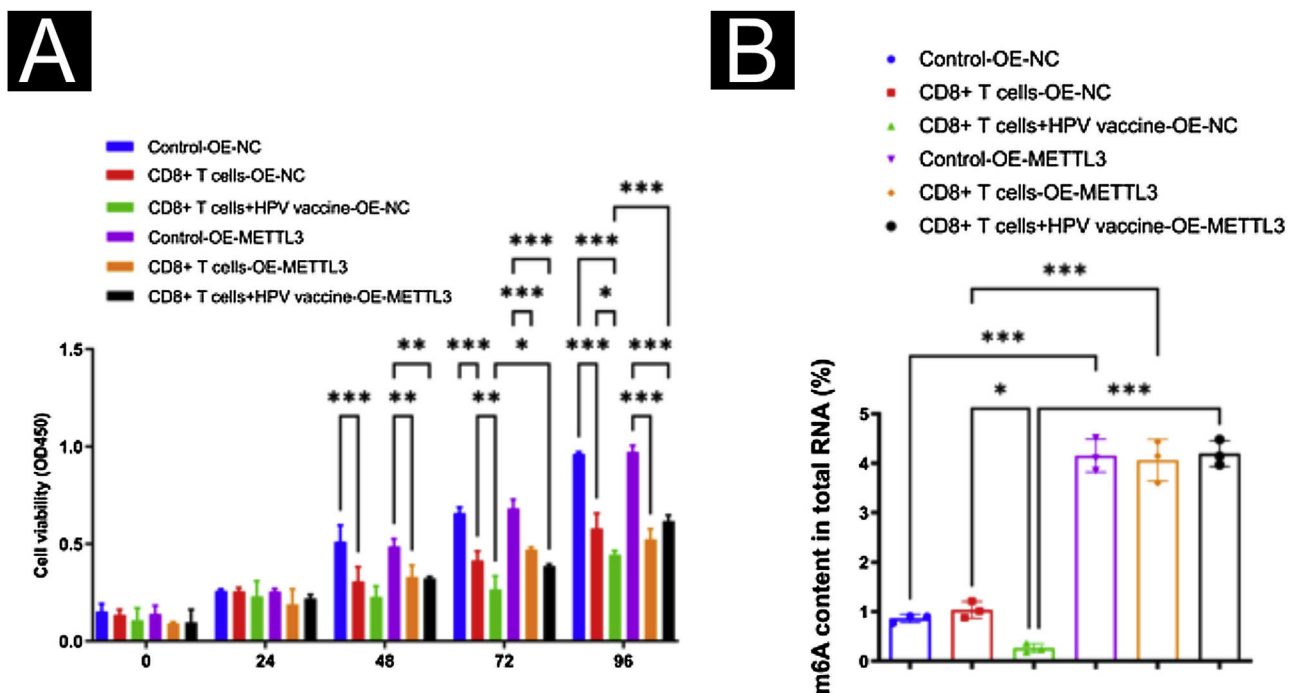 A
Control-OE-NC
CD8+ T cells-OE-NC
CD8+ T cells+HPV vaccine-OE-NC
Control-OE-METTL3
CD8+ T cells-OE-METTL3
CD8+ T cells+HPV vaccine-OE-METTL3
***
*** ***
*** *
** *** * *** ***
*** ** ** ***
Cell viability (OD450)
1.5
1.0
0.5
0.0
0 24 48 72 96
B
Control-OE-NC
CD8+ T cells-OE-NC
CD8+ T cells+HPV vaccine-OE-NC
Control-OE-METTL3
CD8+ T cells-OE-METTL3
CD8+ T cells+HPV vaccine-OE-METTL3
***
***
* ***
m6A content in total RNA (%)
5
4
3
2
1
0